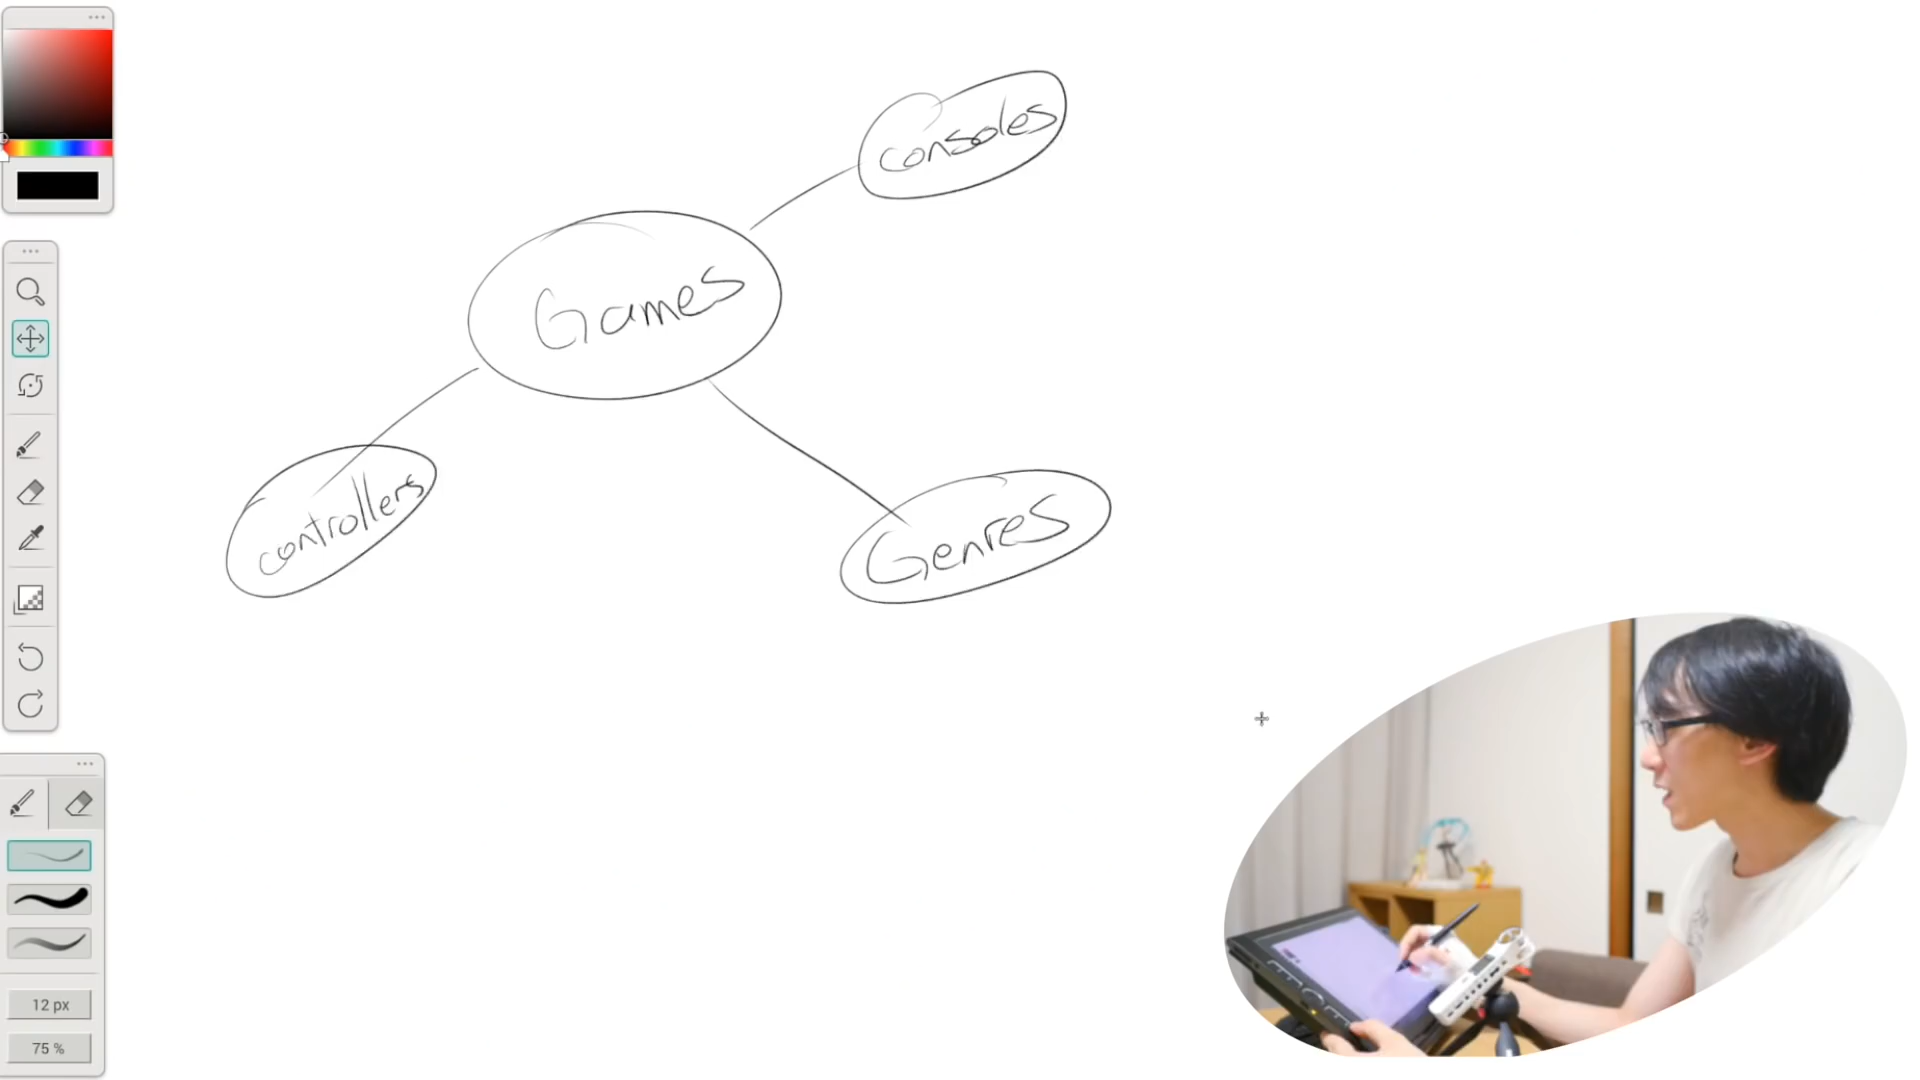 consoles
Games
controllers
Genres
12 px
75 %